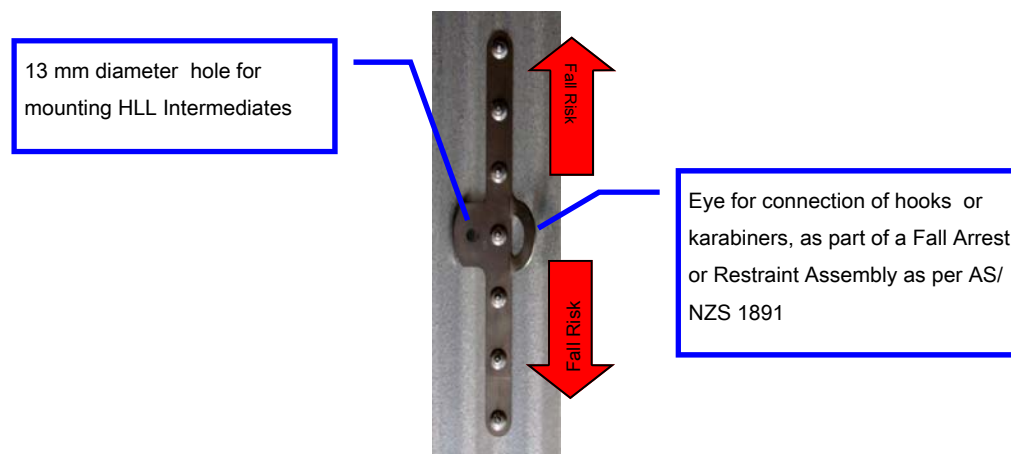 13 mm diameter hole for
mounting HLL Intermediates
Fall Risk
Eye for connection of hooks or
karabiners, as part of a Fall Arrest
or Restraint Assembly as per AS/
NZS 1891
Fall Risk